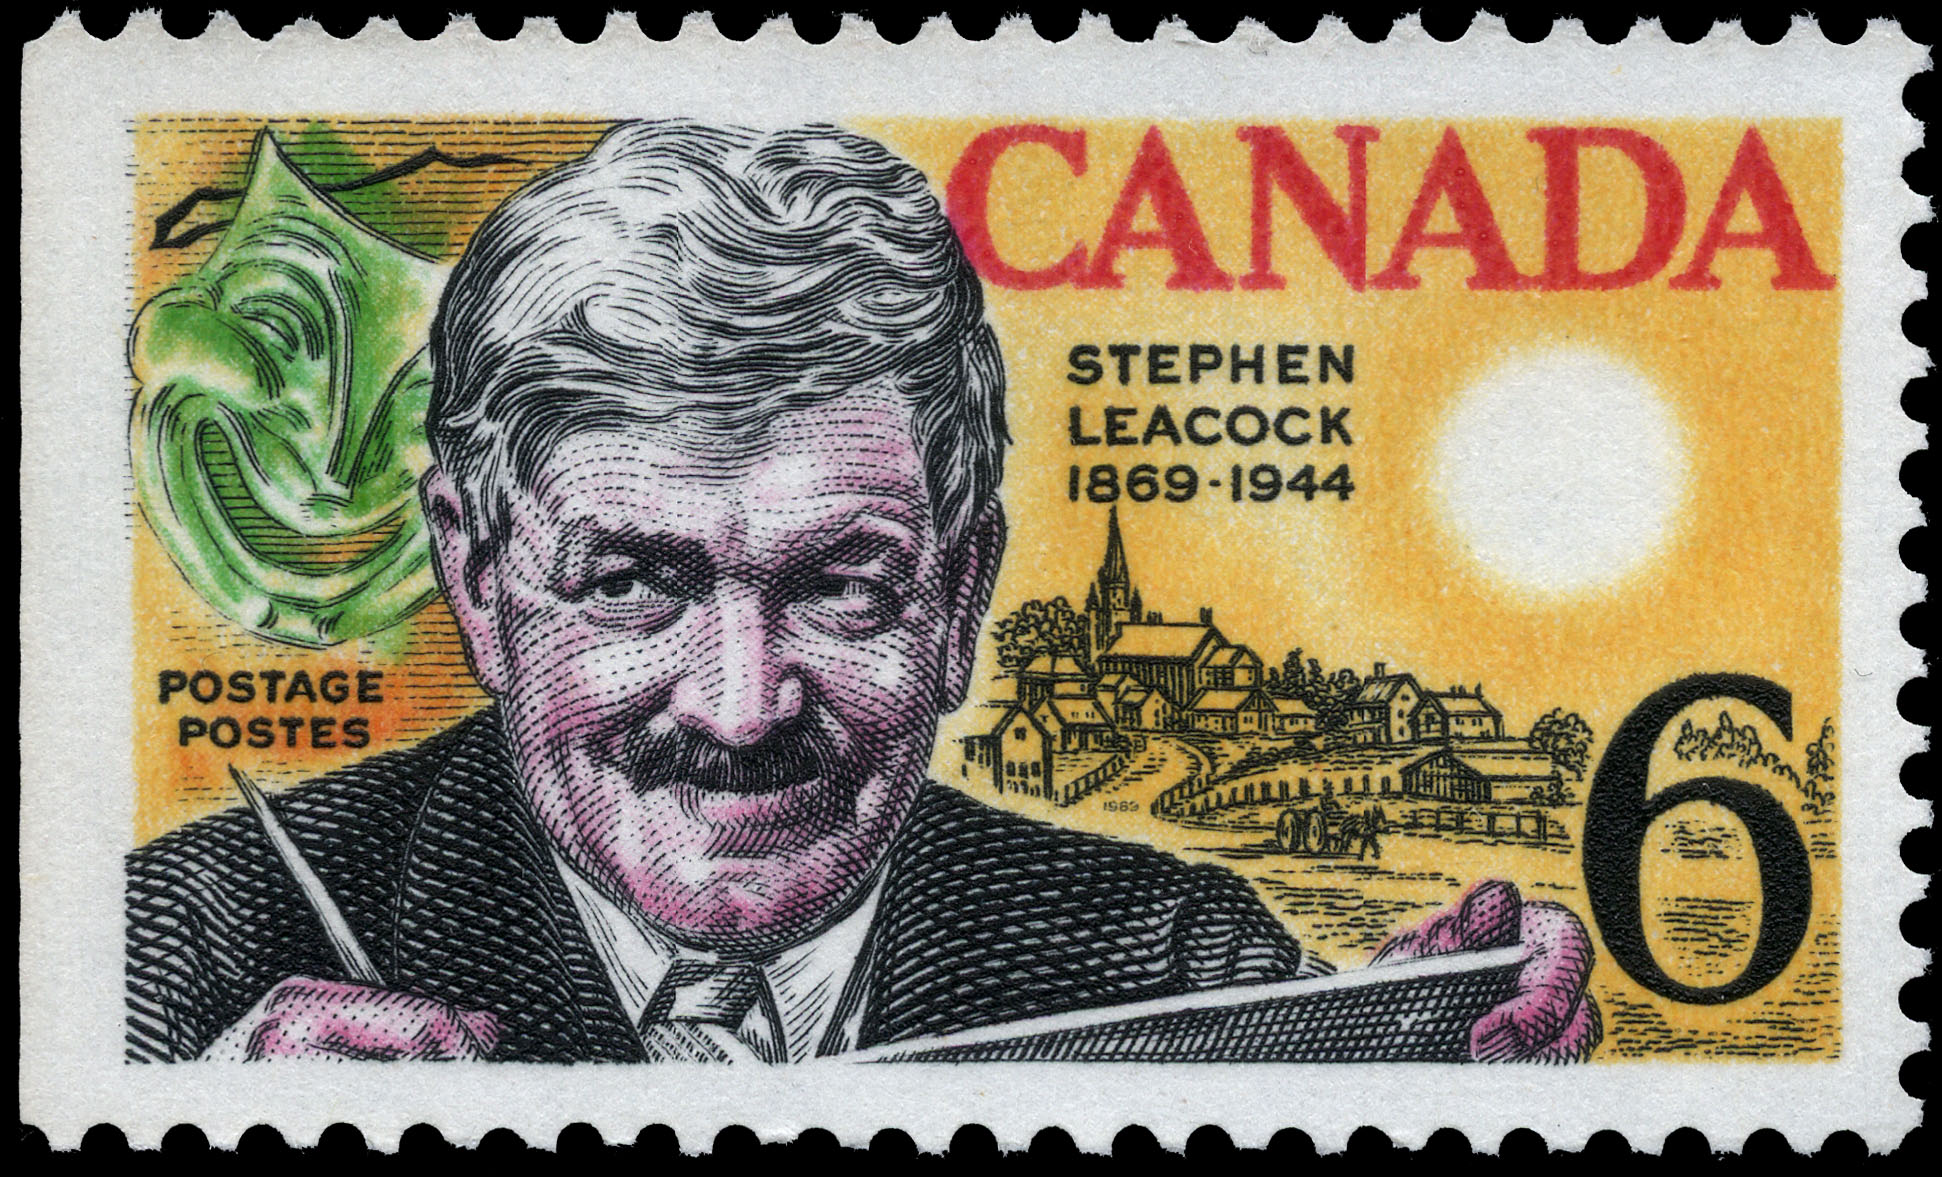 CANADA
STEPHEN
LEACOCK
1869-1944
POSTAGE
POSTES
6